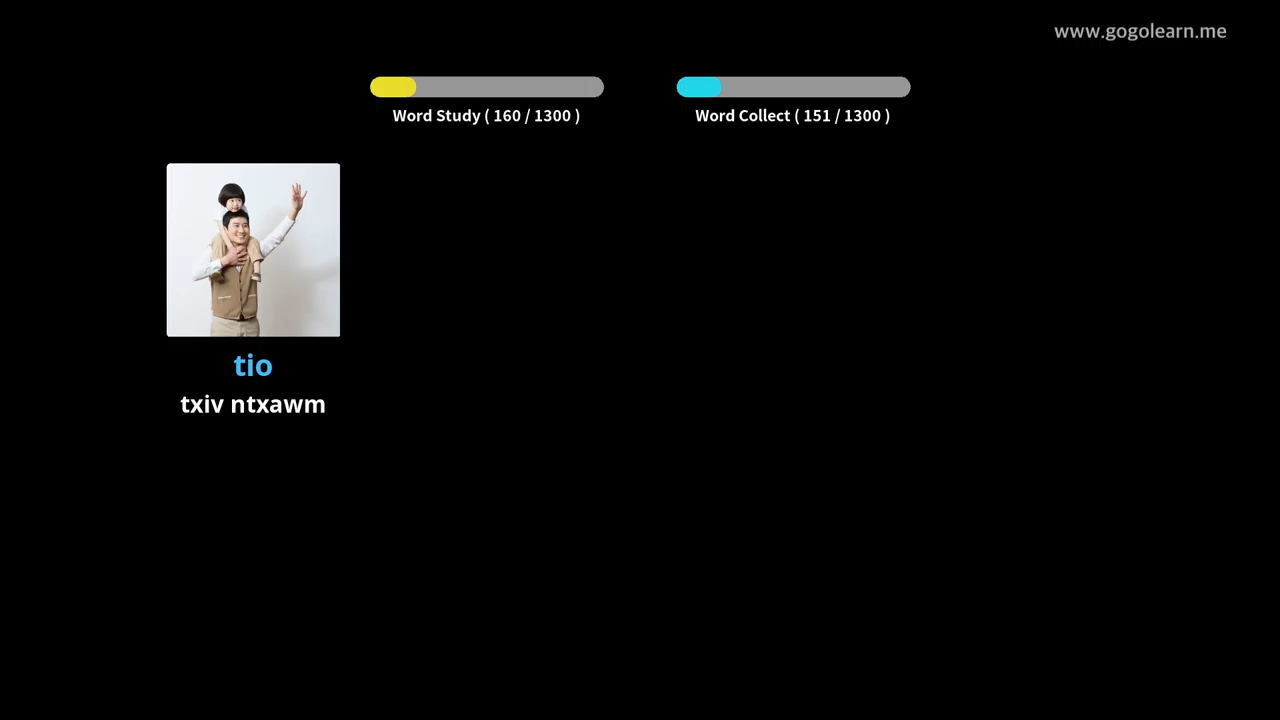 www.gogolearn.me
Word Study ( 160 / 1300 )
Word Collect ( 151 / 1300 )
tio
txiv ntxawm